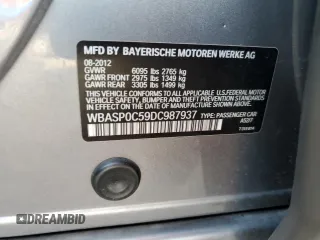 MFD BY BAYERISCHE MOTOREN WERKE AG
08-2012
GVWR 6095 lbs 2765 kg
GAWR FRONT 2975 lbs 1349 kg
GAWR REAR 3305 lbs 1499 kg
THIS VEHICLE CONFORMS TO ALL APPLICABLE U.S. FEDERAL MOTOR
VEHICLE SAFETY, BUMPER, AND THEFT PREVENTION STANDARDS
IN EFFECT ON THE DATE OF MANUFACTURE SHOWN ABOVE.
WBASP0C59DC987937 TYPE: PASSENGER CAR
DREAMBID